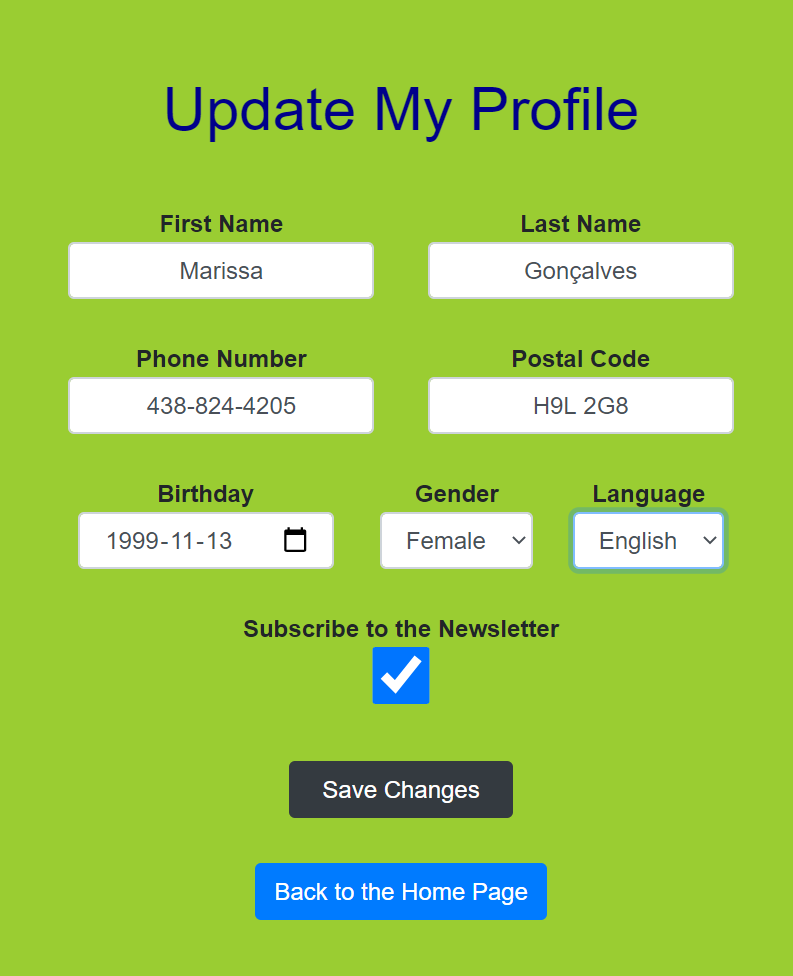 Update My Profile
First Name Last Name
Marissa Gonçalves
Phone Number Postal Code
438-824-4205 H9L 2G8
Birthday Gender Language
1999-11-13 Female English
Subscribe to the Newsletter
Save Changes
Back to the Home Page